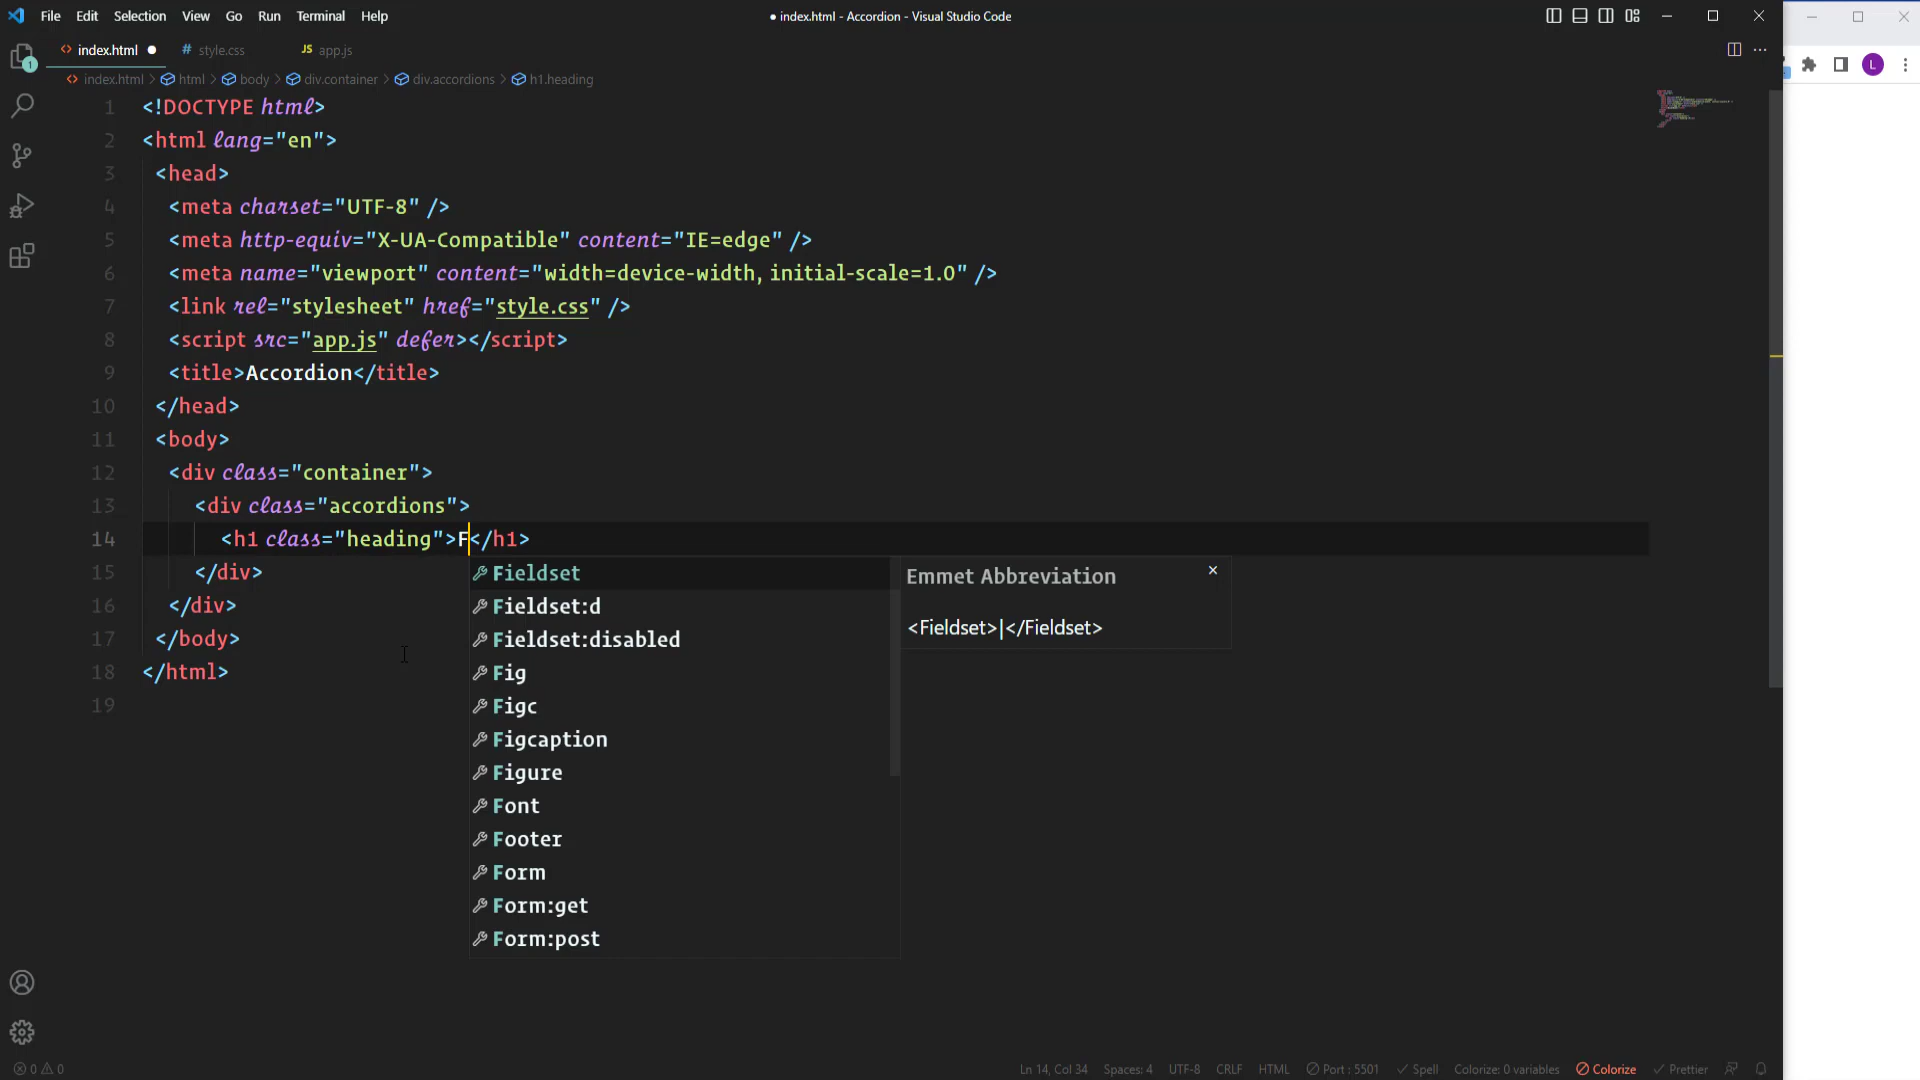 File Edit Selection View Go Run Terminal Help
● index.html - Accordion - Visual Studio Code
index.html
# style.css
JS app.js
1
index.html > html > body > div.container > div.accordions > h1.heading
L
1 <!DOCTYPE html>
2 <html lang="en">
3 <head>
4 <meta charset="UTF-8" />
5 <meta http-equiv="X-UA-Compatible" content="IE=edge" />
6 <meta name="viewport" content="width=device-width, initial-scale=1.0" />
7 <link rel="stylesheet" href="style.css" />
8 <script src="app.js" defer></script>
9 <title>Accordion</title>
10 </head>
11 <body>
12 <div class="container">
13 <div class="accordions">
14 <h1 class="heading">F</h1>
15 </div>
16 </div>
17 </body>
18 </html>
19
Fieldset
Fieldset:d
Fieldset:disabled
Fig
Figc
Figcaption
Figure
Font
Footer
Form
Form:get
Form:post
Emmet Abbreviation
<Fieldset>|</Fieldset>
0 0
Ln 14, Col 34 Spaces: 4 UTF-8 CRLF HTML Port : 5501 Spell Colorize: 0 variables Colorize Prettier